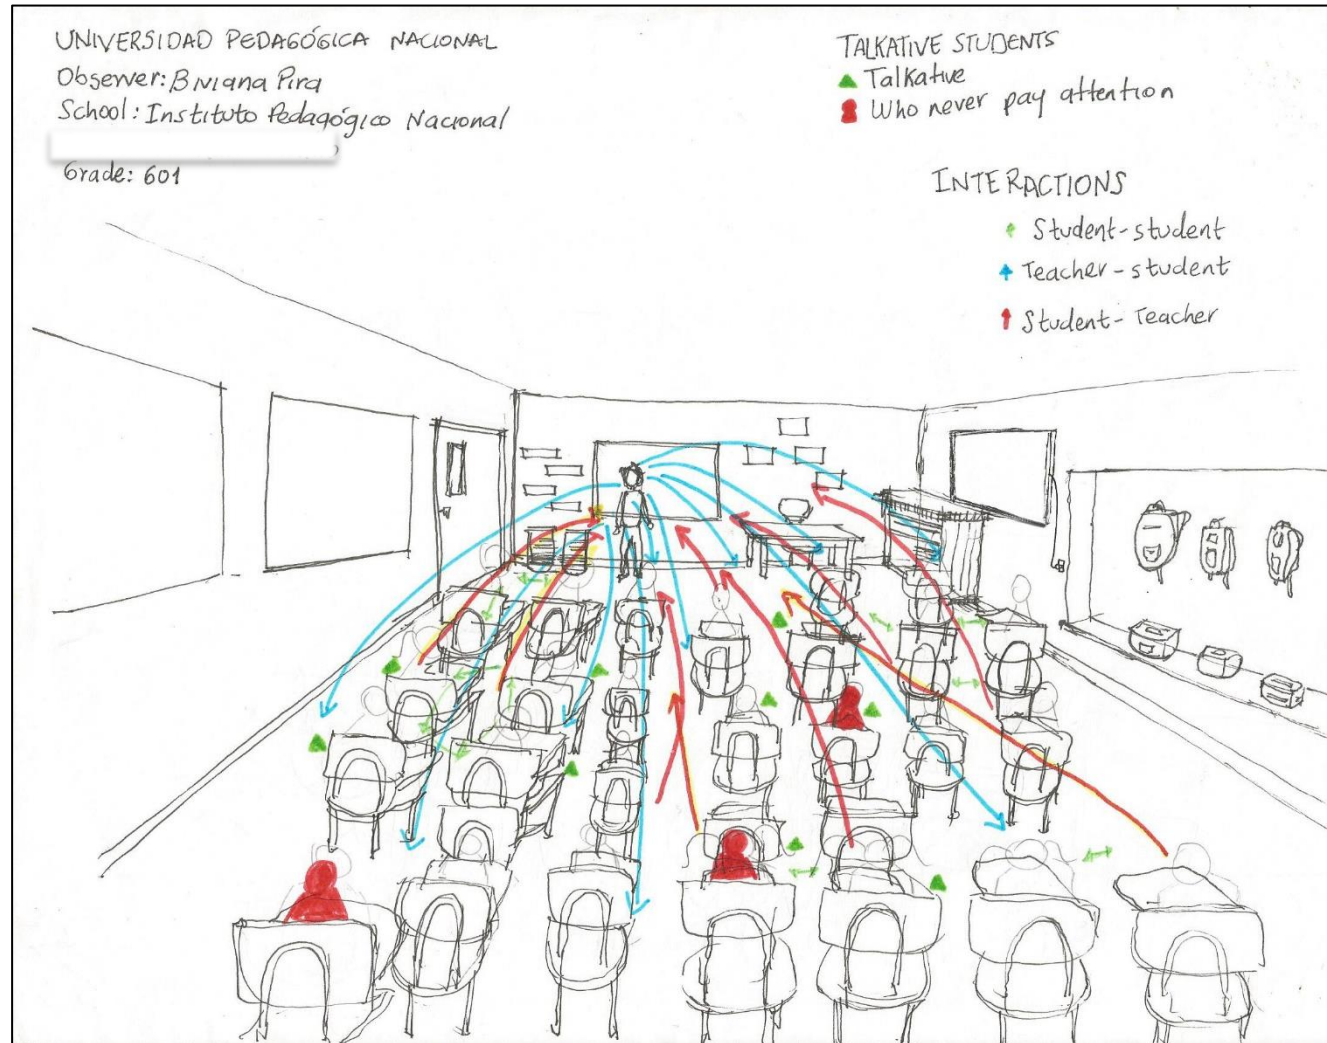 UNIVERSIDAD PEDAGÓGICA NACIONAL
Observer: Biviana Pira
School: Instituto Pedagógico Nacional
Grade: 601
TALKATIVE STUDENTS
Talkative
Who never pay attention
INTERACTIONS
Student-student
Teacher-student
Student-Teacher